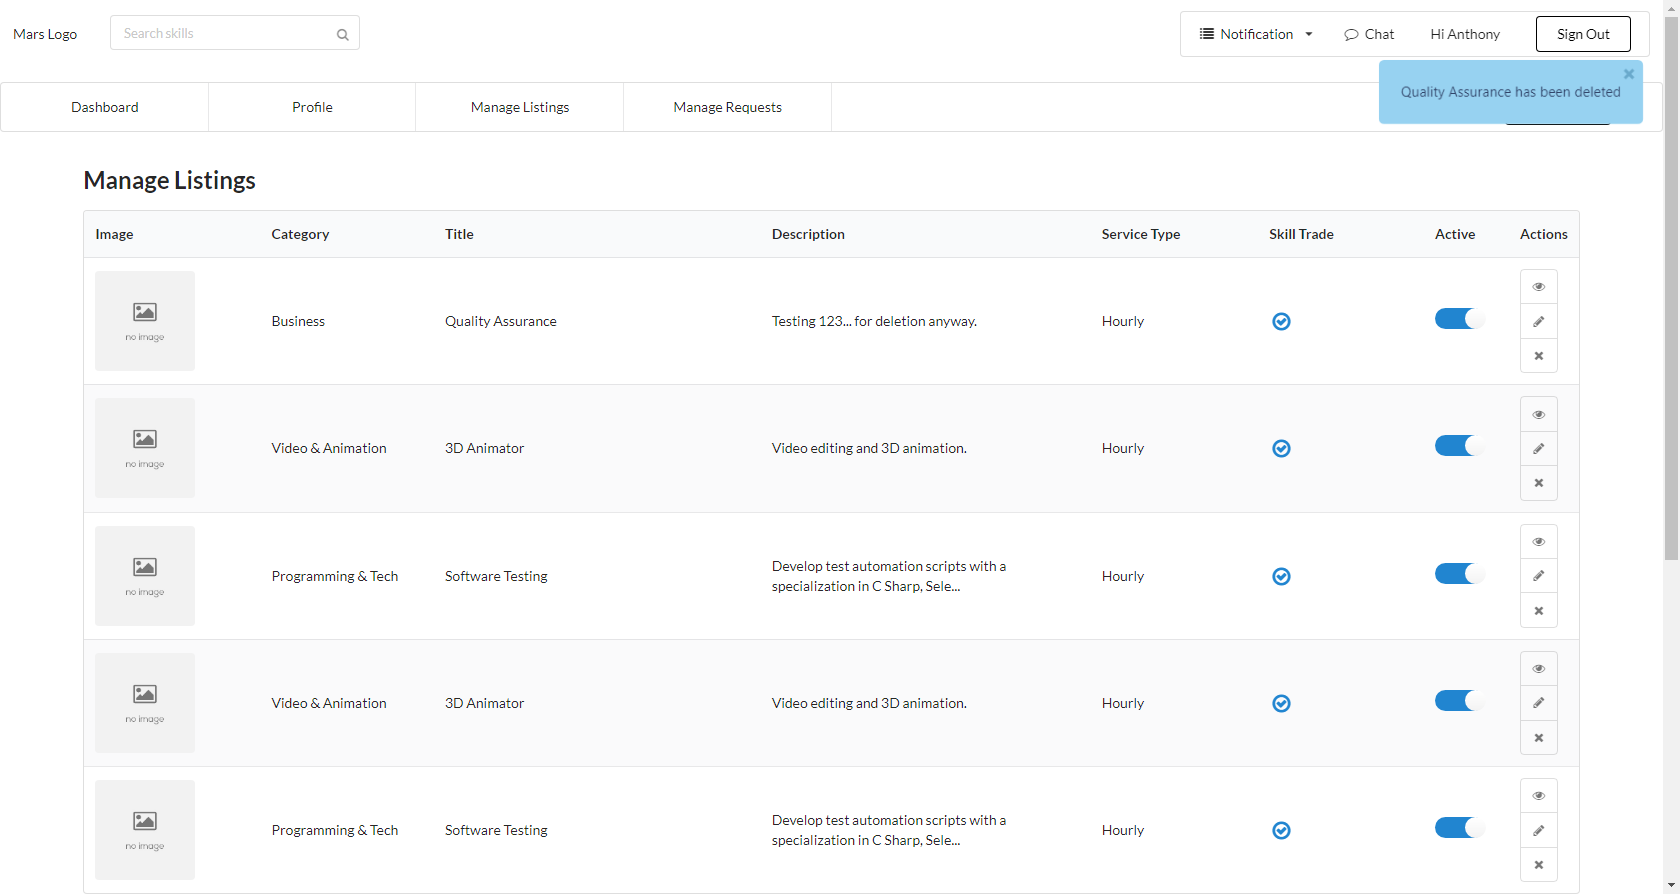 Mars Logo
Search skills
Notification
Chat
Hi Anthony
Sign Out
Quality Assurance has been deleted
Dashboard
Profile
Manage Listings
Manage Requests
Manage Listings
Image Category Title Description Service Type Skill Trade Active Actions
no image
Business
Quality Assurance
Testing 123... for deletion anyway.
Hourly
no image
Video & Animation
3D Animator
Video editing and 3D animation.
Hourly
no image
Programming & Tech
Software Testing
Develop test automation scripts with a
specialization in C Sharp, Sele...
Hourly
no image
Video & Animation
3D Animator
Video editing and 3D animation.
Hourly
no image
Programming & Tech
Software Testing
Develop test automation scripts with a
specialization in C Sharp, Sele...
Hourly